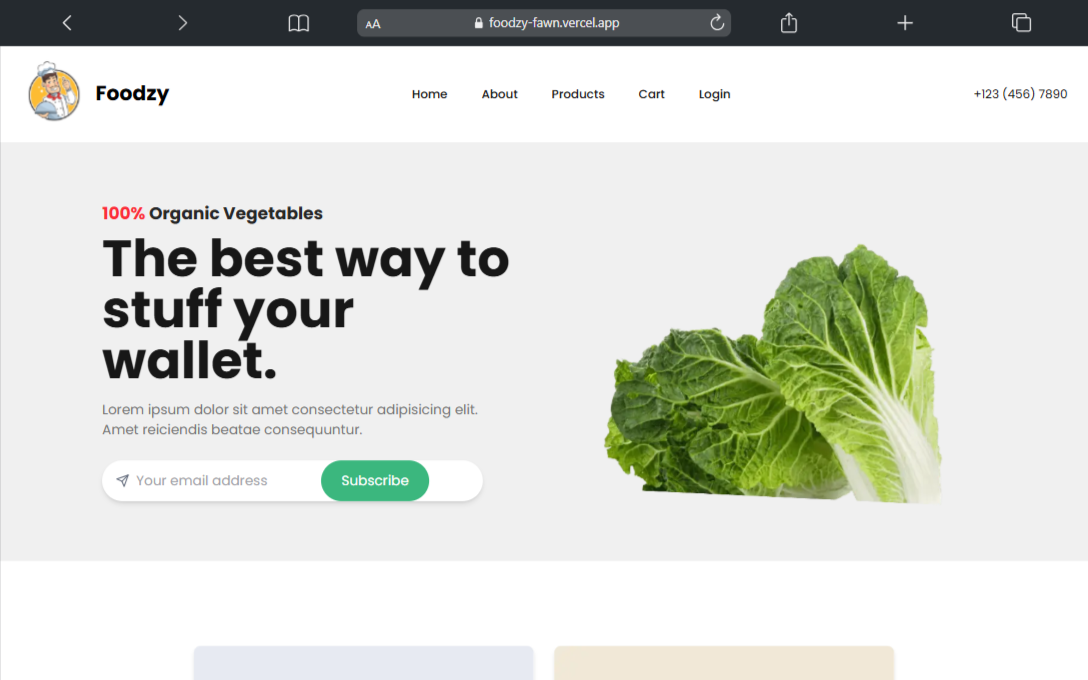 AA
foodzy-fawn.vercel.app
Foodzy
Home
About
Products
Cart
Login
+123 (456) 7890
100% Organic Vegetables
The best way to
stuff your
wallet.
Lorem ipsum dolor sit amet consectetur adipisicing elit.
Amet reiciendis beatae consequuntur.
Your email address
Subscribe